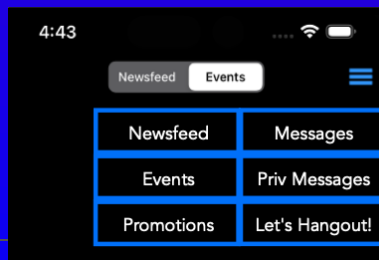 4:43
Newsfeed Events
Newsfeed Messages
Events Priv Messages
Promotions Let's Hangout!